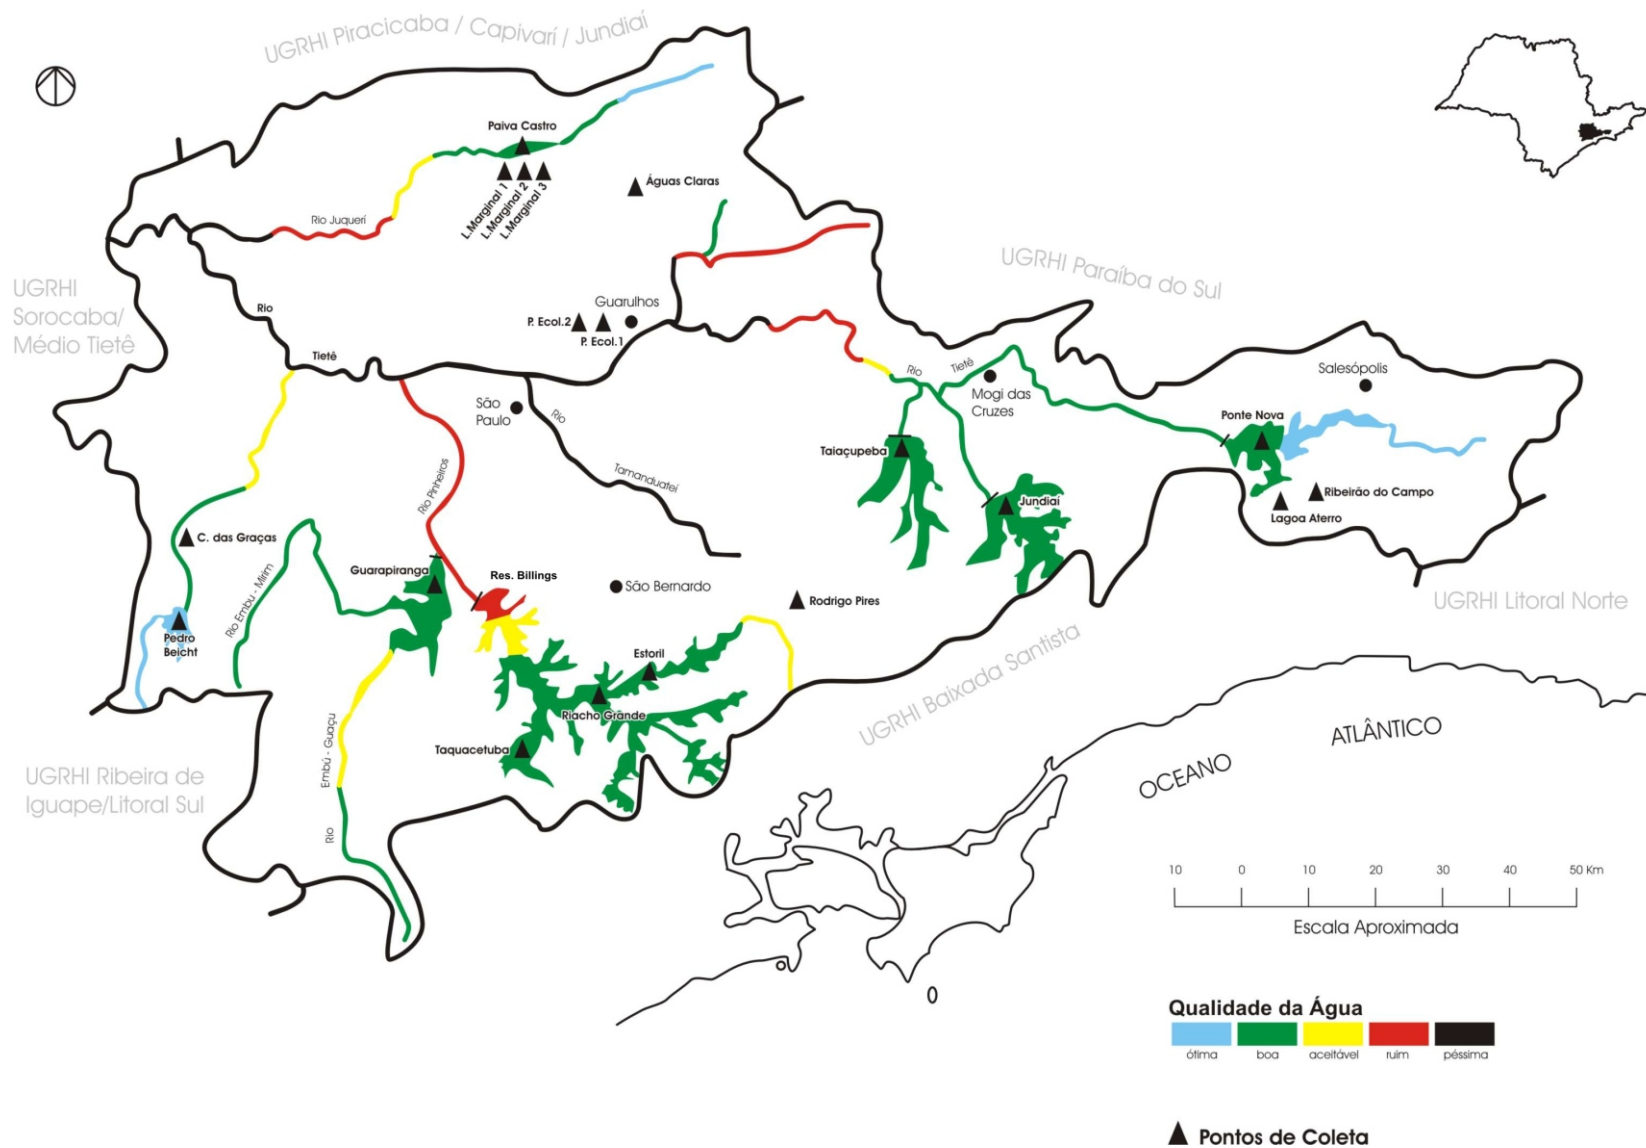 UGRHI Piracicaba / Capivarí / Jundiaí
Paiva Castro
L.Marginal 1
L.Marginal 2
L.Marginal 3
Águas Claras
Rio Juquerí
UGRHI Paraíba do Sul
UGRHI
Sorocaba/
Médio Tietê
Rio
Tietê
Guarulhos
P. Ecol.2
P. Ecol.1
Rio
Tietê
Mogi das
Cruzes
Salesópolis
Ponte Nova
São
Paulo
Rio
Tamanduateí
Rio Pinheiros
Taiaçupeba
Jundiaí
Ribeirão do Campo
Lagoa Aterro
C. das Graças
Rio Embu - Mirim
Guarapiranga
Res. Billings
São Bernardo
Rodrigo Pires
UGRHI Litoral Norte
Pedro
Beicht
Estoril
Riacho Grande
Taquacetuba
UGRHI Baixada Santista
UGRHI Ribeira de
Iguape/Litoral Sul
Rio
Embú - Guaçu
OCEANO
ATLÂNTICO
10 0 10 20 30 40 50 Km
Escala Aproximada
Qualidade da Água
ótima boa aceitável ruim péssima
Pontos de Coleta